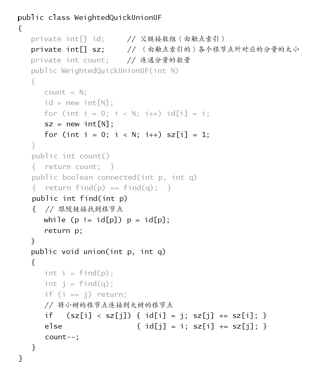 public class WeightedQuickUnionUF
{
private int[] id; // 父链接数组（由触点索引）
private int[] sz; // （由触点索引的）各个根节点所对应的分量的大小
private int count; // 连通分量的数量
public WeightedQuickUnionUF(int N)
{
count = N;
id = new int[N];
for (int i = 0; i < N; i++) id[i] = i;
sz = new int[N];
for (int i = 0; i < N; i++) sz[i] = 1;
}
public int count()
{ return count; }
public boolean connected(int p, int q)
{ return find(p) == find(q); }
public int find(int p)
{ // 跟随链接找到根节点
while (p != id[p]) p = id[p];
return p;
}
public void union(int p, int q)
{
int i = find(p);
int j = find(q);
if (i == j) return;
// 将小树的根节点连接到大树的根节点
if (sz[i] < sz[j]) { id[i] = j; sz[j] += sz[i]; }
else { id[j] = i; sz[i] += sz[j]; }
count--;
}
}